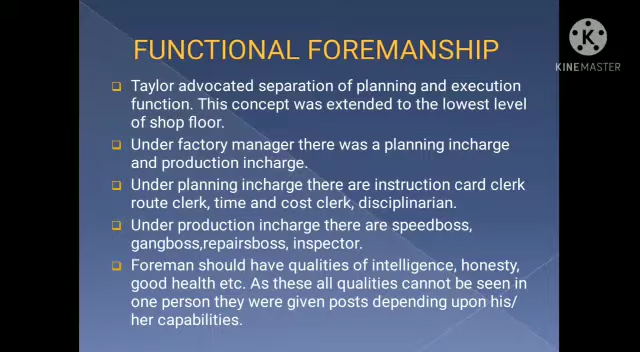 FUNCTIONAL FOREMANSHIP
KINEMASTER
Taylor advocated separation of planning and execution
function. This concept was extended to the lowest level
of shop floor.
Under factory manager there was a planning incharge
and production incharge.
Under planning incharge there are instruction card clerk
route clerk, time and cost clerk, disciplinarian.
Under production incharge there are speedboss,
gangboss,repairsboss, inspector.
Foreman should have qualities of intelligence, honesty,
good health etc. As these all qualities cannot be seen in
one person they were given posts depending upon his/
her capabilities.